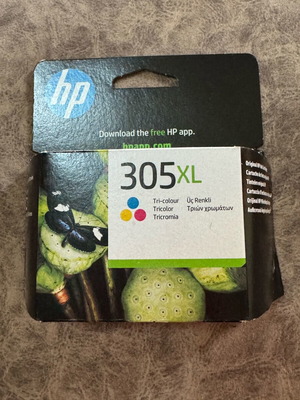 hp
Download the free HP app.
hpapp.com
305XL
Tri-colour
Tricolor
Tricromia
Üç Renkli
Τριών χρωμάτων